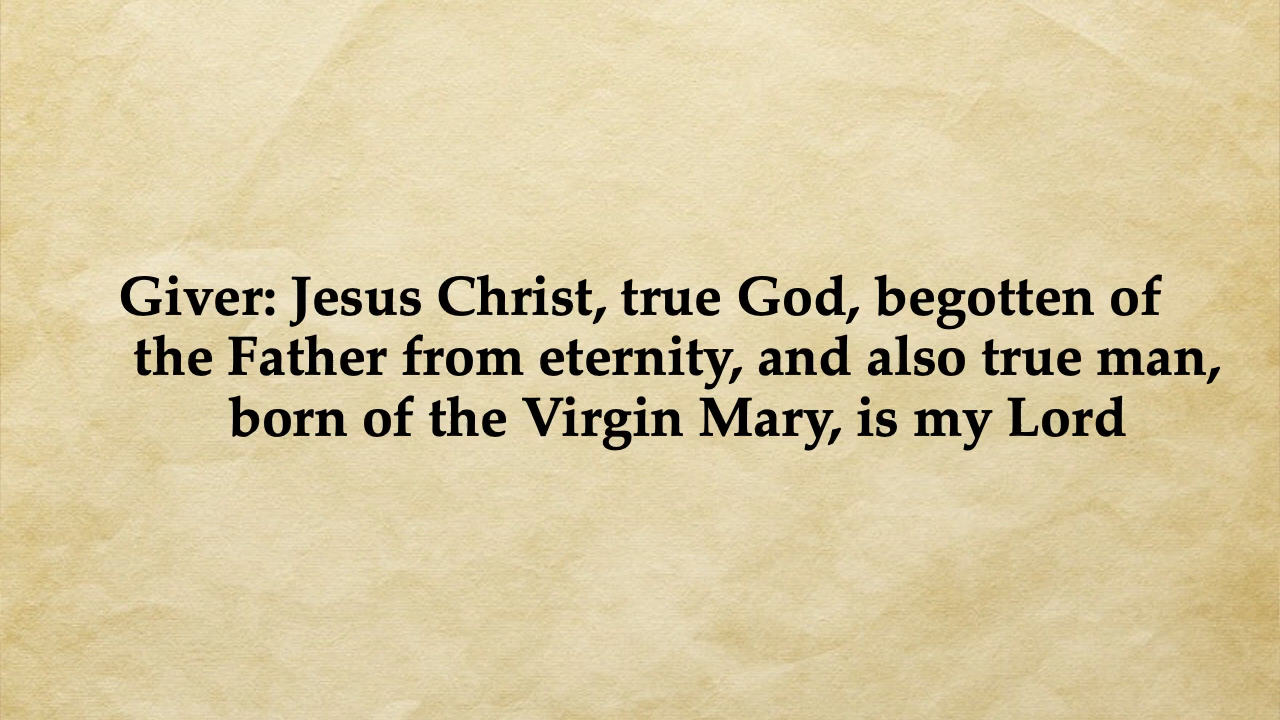 Giver: Jesus Christ, true God, begotten of
the Father from eternity, and also true man,
born of the Virgin Mary, is my Lord